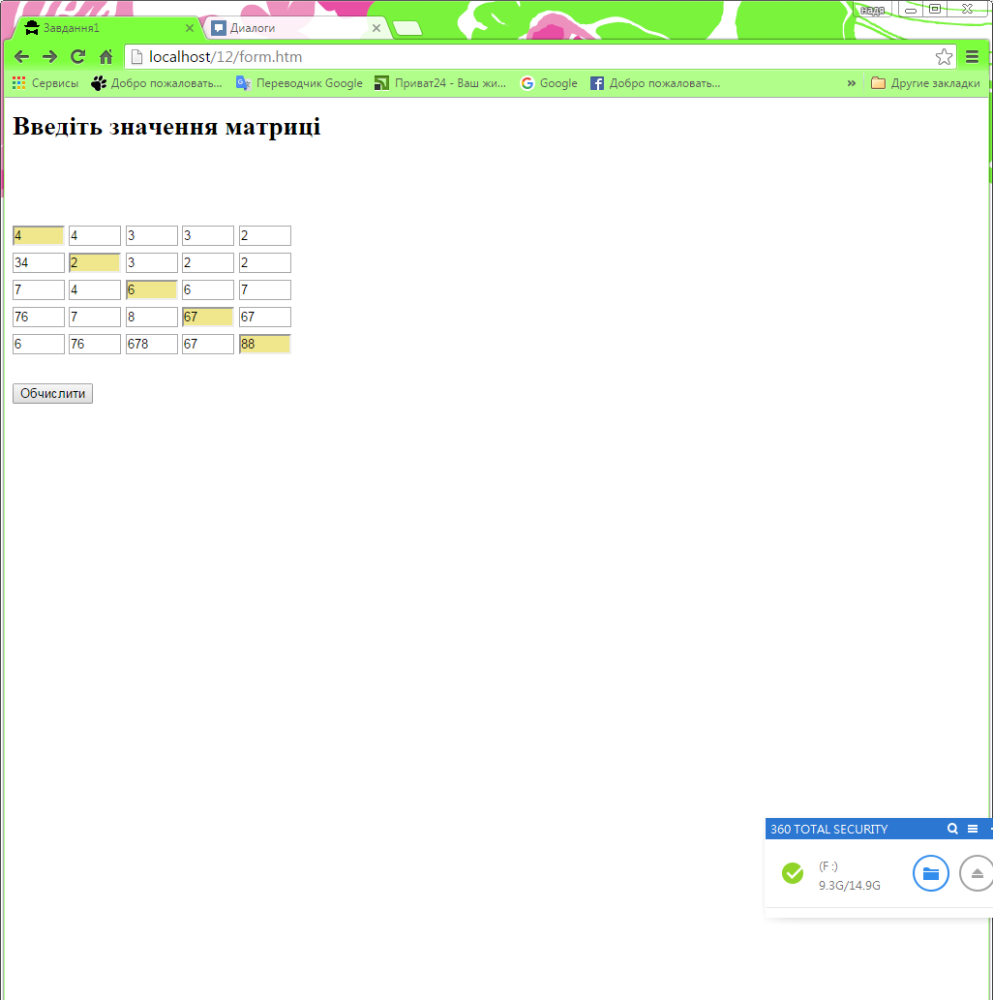 надя
Завдання1 Диалоги
localhost/12/form.htm
Сервисы Добро пожаловать... Переводчик Google Приват24 - Ваш жи... Google Добро пожаловать... » Другие закладки
Введіть значення матриці
4 4 3 3 2
34 2 3 2 2
7 4 6 6 7
76 7 8 67 67
6 76 678 67 88
Обчислити
360 TOTAL SECURITY
(F:)
9.3G/14.9G